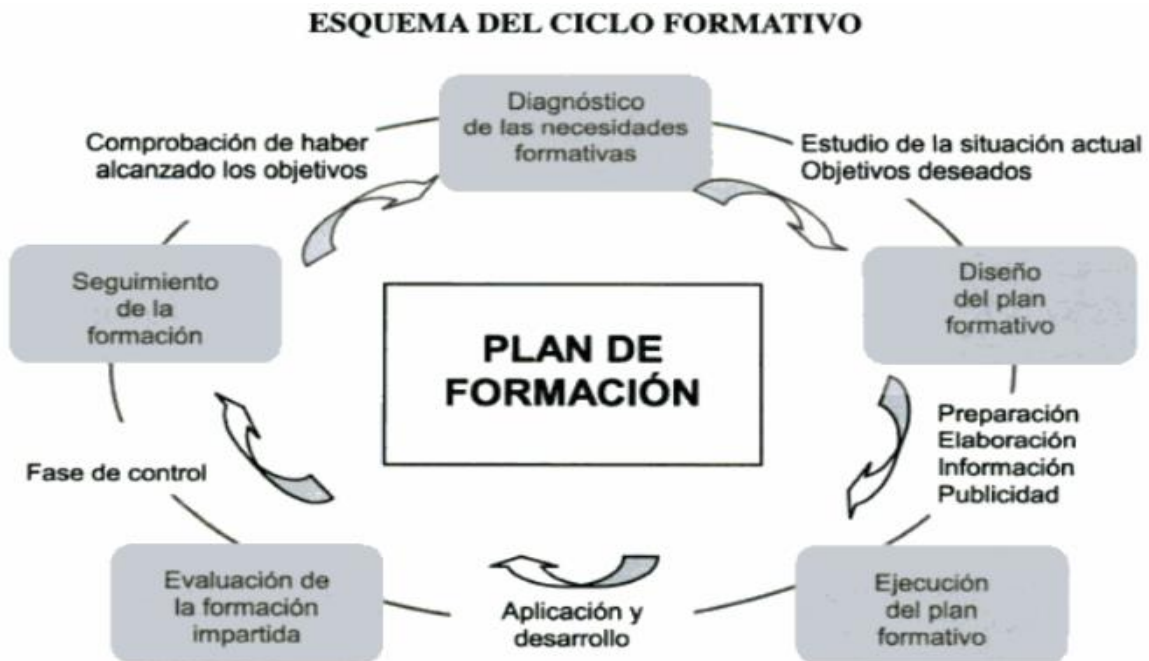 ESQUEMA DEL CICLO FORMATIVO
Diagnóstico
de las necesidades
formativas
Estudio de la situación actual
Objetivos deseados
Diseño
del plan
formativo
Preparación
Elaboración
Información
Publicidad
Ejecución
del plan
formativo
Aplicación y
desarrollo
Evaluación de
la formación
impartida
Fase de control
Seguimiento
de la
formación
Comprobación de haber
alcanzado los objetivos
PLAN DE
FORMACIÓN